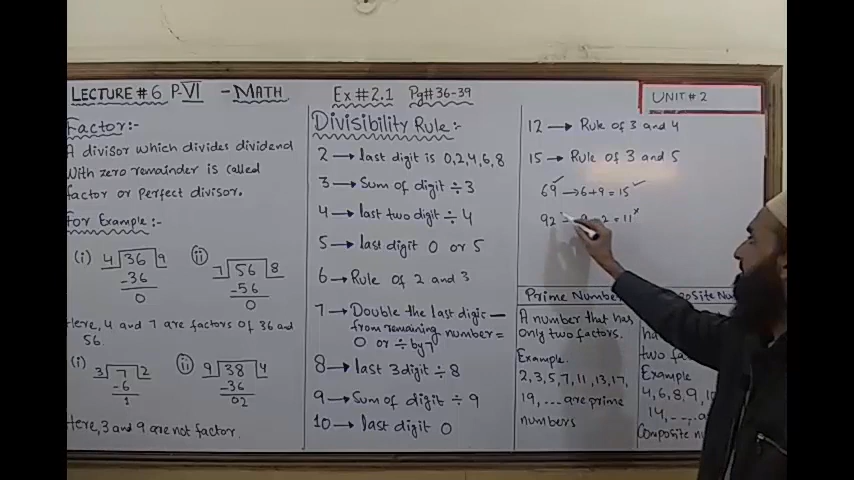 LECTURE #6 P-VI - MATH
Ex #2.1 Pg# 36-39
UNIT # 2
Factor:-
A divisor which divides dividend
with zero remainder is called
factor or perfect divisor.
For Example:-
(i) 4 36 9
-36
0
(ii) 7 56 8
-56
0
Here, 4 and 7 are factors of 36 and
56.
(i) 3 7 2
-6
1
(ii) 9 38 4
-36
02
Here, 3 and 9 are not factor.
Divisibility Rule:-
2 → last digit is 0,2,4,6,8
3 → Sum of digit ÷ 3
4 → last two digit ÷ 4
5 → last digit 0 or 5
6 → Rule of 2 and 3
7 → Double the last digit —
from remaining number =
0 or ÷ by 7
8 → last 3 digit ÷ 8
9 → Sum of digit ÷ 9
10 → last digit 0
12 → Rule of 3 and 4
15 → Rule of 3 and 5
69 ✓ → 6+9 = 15 ✓
92 9 2 = 11 ×
Prime Number
A number that has
only two factors.
Example.
2, 3, 5, 7, 11, 13, 17,
19, .... are prime
numbers
two
Example
4, 6, 8, 9,
14, ....
Composite